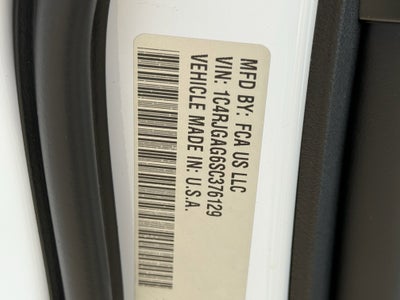 MFD BY: FCA US LLC
VIN: 1C4RJGAG6SC376129
VEHICLE MADE IN: U.S.A.